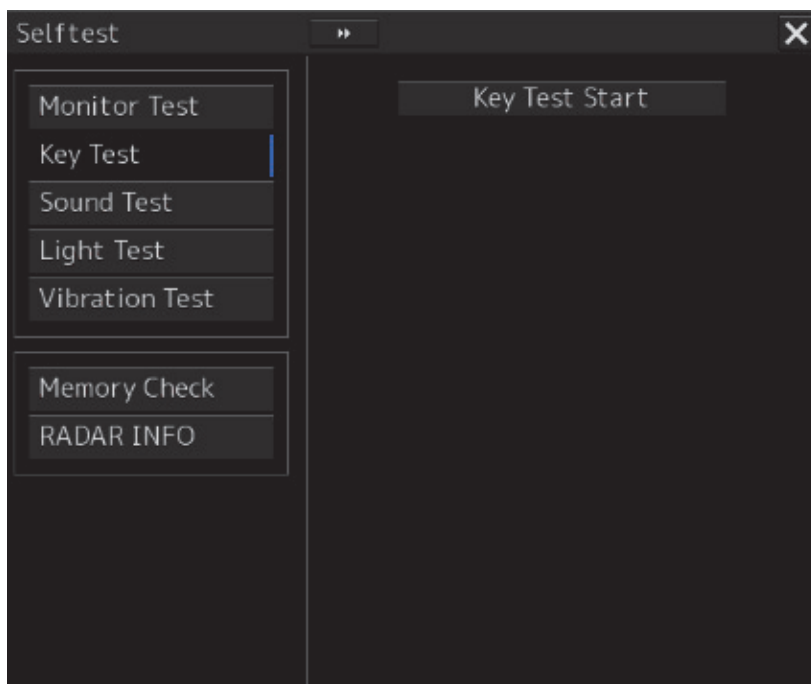 Selftest
Monitor Test
Key Test
Sound Test
Light Test
Vibration Test
Memory Check
RADAR INFO
Key Test Start